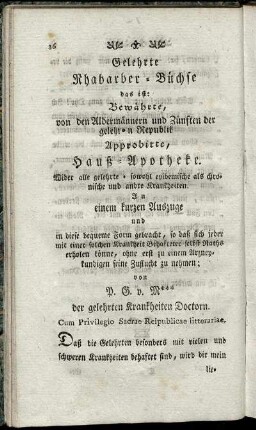 26
Gelehrte
Rhabarber-Büchse
das ist:
Bewährte,
von den Aldermännern und Zünften der
gelehr-n Republik
Approbirte,
Hauß-Apotheke.
Wider alle gelehrte- sowohl epidemische als chro-
nische und andre Krankheiten.
In
einem kurzen Auszuge
und
in diese bequeme Form gebracht, so daß sich jeder
mit einer solchen Krankheit Behafteter selbst Raths
erholen könne, ohne erst zu einem Arzney-
kundigen seine Zuflucht zu nehmen;
von
P. G. v. M***
der gelehrten Krankheiten Doctorn.
Cum Privilegio Sacrae Reipublicae litterariae.
Daß die Gelehrten besonders mit vielen und
schweren Krankheiten behaftet sind, wird dir mein
lie-